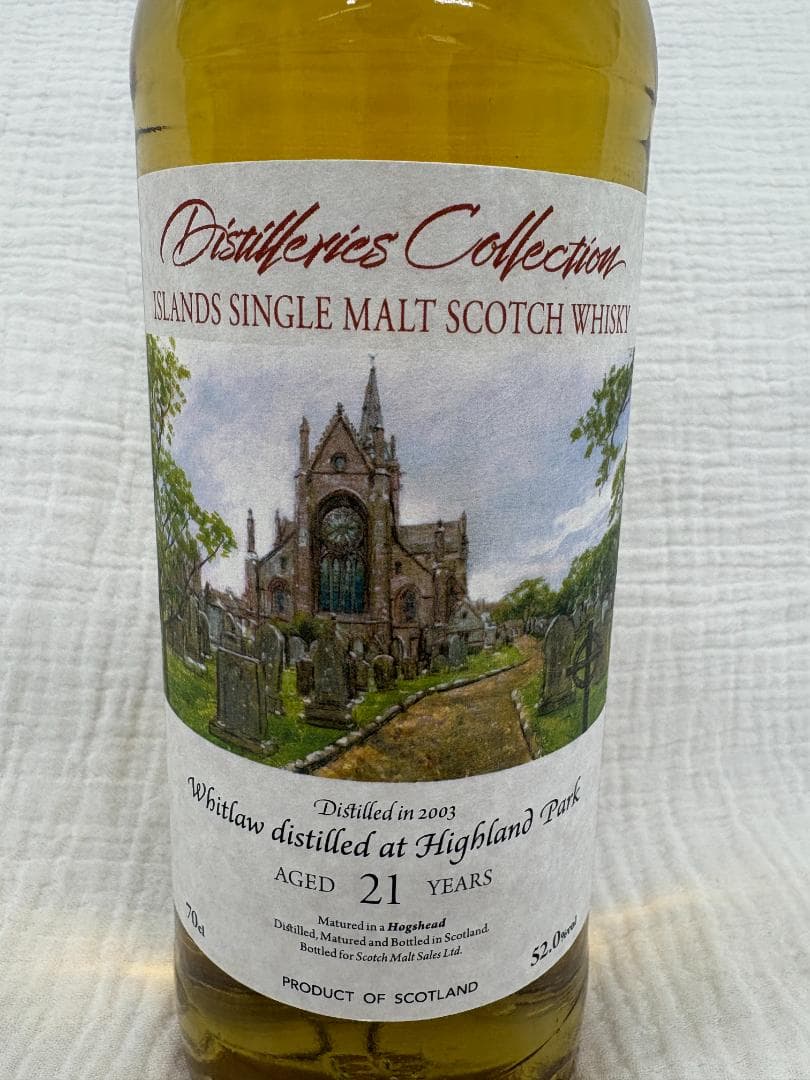 Distilleries Collection
ISLANDS SINGLE MALT SCOTCH WHISKY
Distilled in 2003
Whitlaw distilled at Highland Park
AGED 21 YEARS
Matured in a Hogshead
Distilled, Matured and Bottled in Scotland.
Bottled for Scotch Malt Sales Ltd.
70cl
52.0%vol
PRODUCT OF SCOTLAND